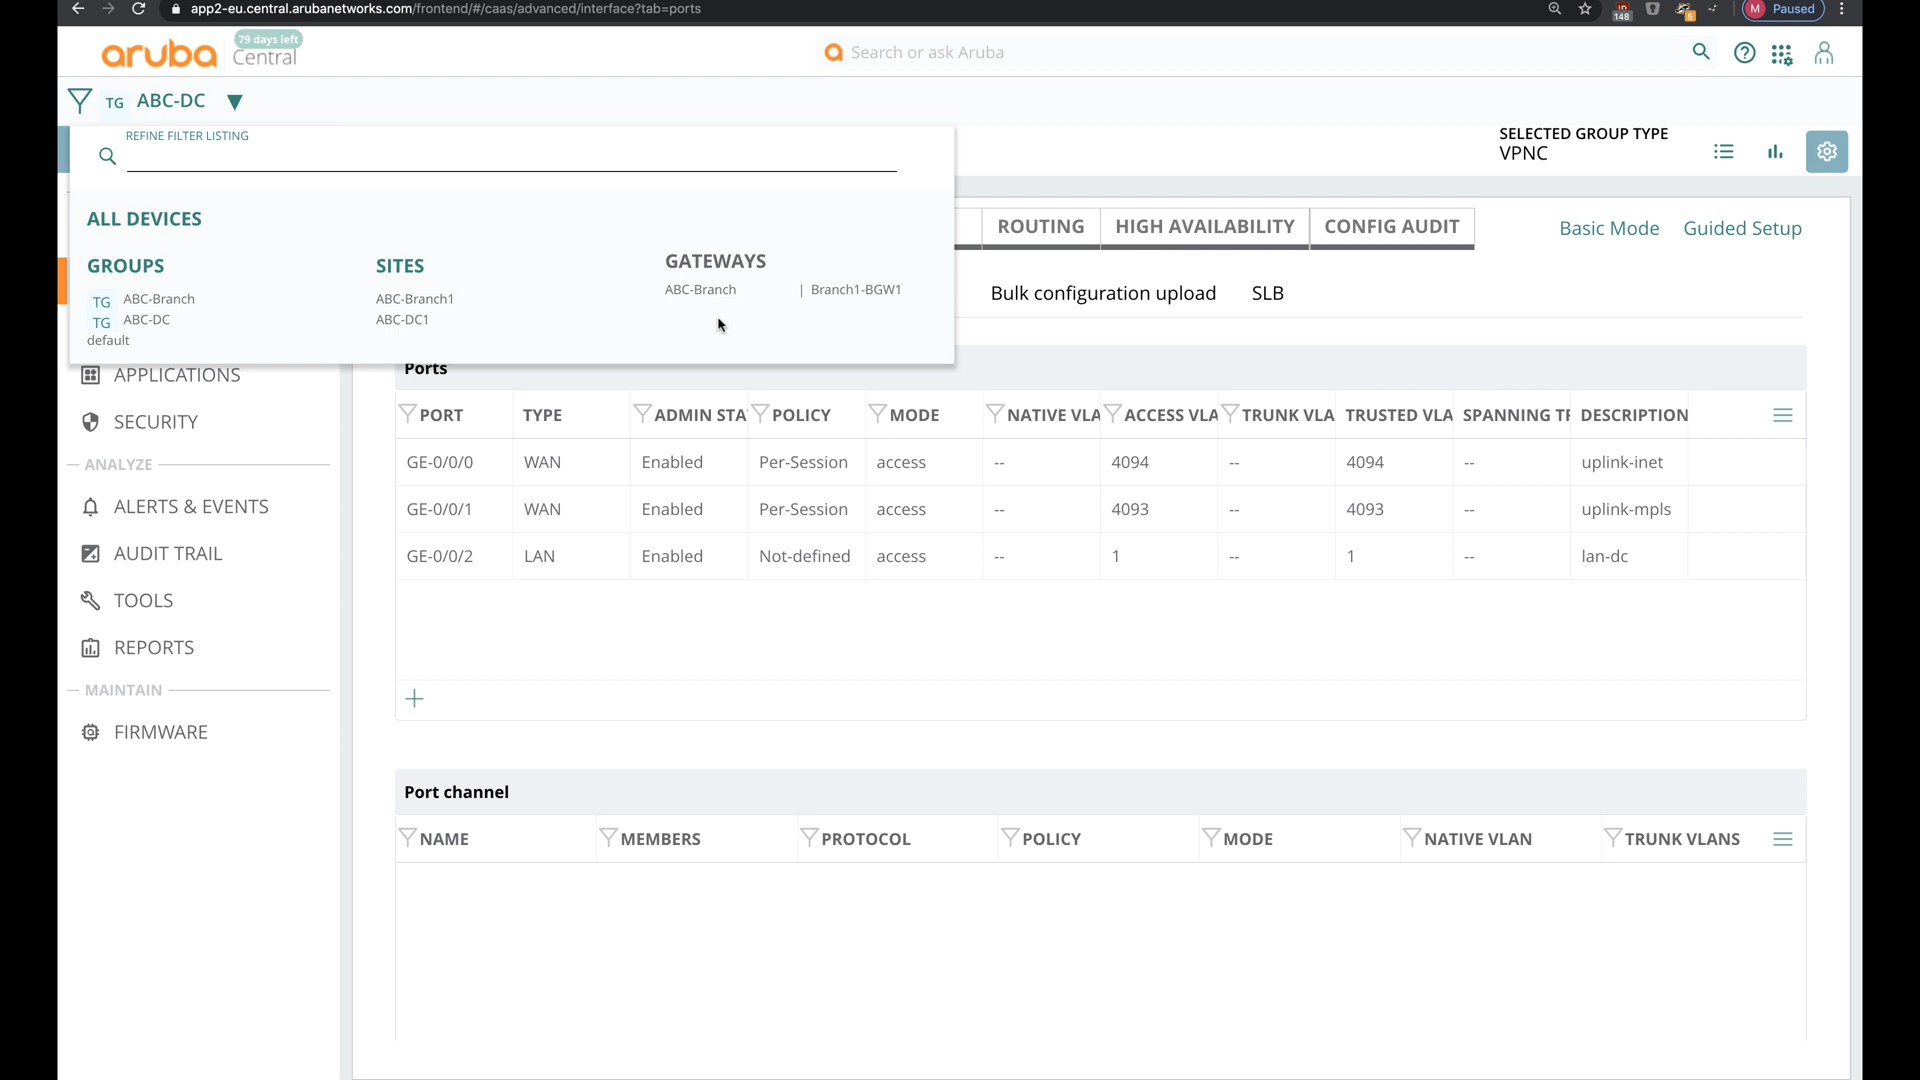 app2-eu.central.arubanetworks.com/frontend/#/caas/advanced/interface?tab=ports
148
5
M Paused
aruba
79 days left
Central
Search or ask Aruba
TG ABC-DC
REFINE FILTER LISTING
SELECTED GROUP TYPE
VPNC
ALL DEVICES
GROUPS
TG ABC-Branch
TG ABC-DC
default
SITES
ABC-Branch1
ABC-DC1
GATEWAYS
ABC-Branch | Branch1-BGW1
ROUTING HIGH AVAILABILITY CONFIG AUDIT Basic Mode Guided Setup
Bulk configuration upload SLB
APPLICATIONS
SECURITY
ANALYZE
ALERTS & EVENTS
AUDIT TRAIL
TOOLS
REPORTS
MAINTAIN
FIRMWARE
Ports
PORT TYPE ADMIN STA POLICY MODE NATIVE VLA ACCESS VLA TRUNK VLA TRUSTED VLA SPANNING TR DESCRIPTION
GE-0/0/0 WAN Enabled Per-Session access -- 4094 -- 4094 -- uplink-inet
GE-0/0/1 WAN Enabled Per-Session access -- 4093 -- 4093 -- uplink-mpls
GE-0/0/2 LAN Enabled Not-defined access -- 1 -- 1 -- lan-dc
+
Port channel
NAME MEMBERS PROTOCOL POLICY MODE NATIVE VLAN TRUNK VLANS